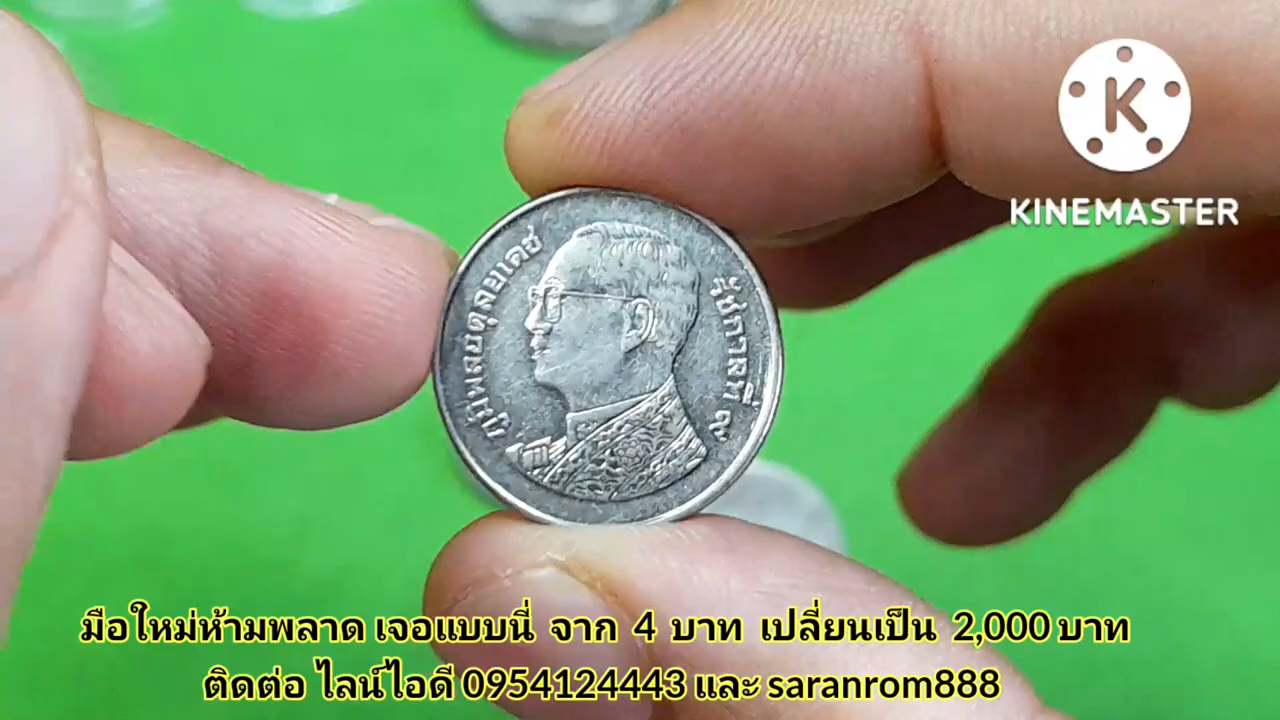 KINEMASTER
ภูมิพลอดุลยเดช
รัชกาลที่ ๙
มือใหม่ห้ามพลาด เจอแบบนี่ จาก 4 บาท เปลี่ยนเป็น 2,000 บาท
ติดต่อ ไลน์ไอดี 0954124443 และ saranrom888